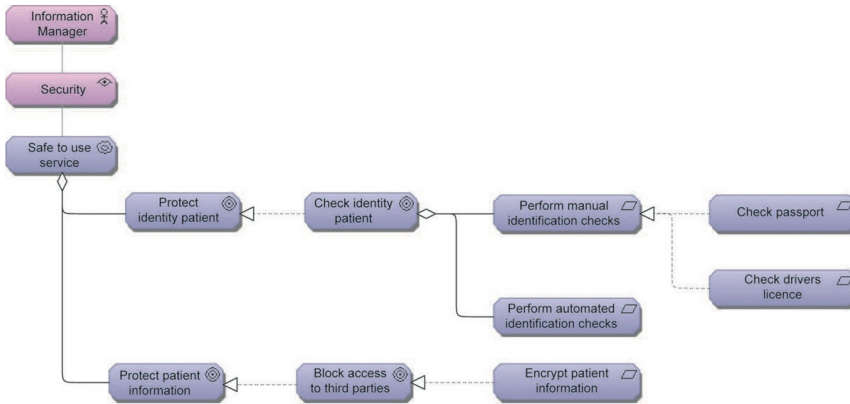 Information
Manager
Security
Safe to use
service
Protect
identity patient
Check identity
patient
Perform manual
identification checks
Check passport
Check drivers
licence
Perform automated
identification checks
Protect patient
information
Block access
to third parties
Encrypt patient
information